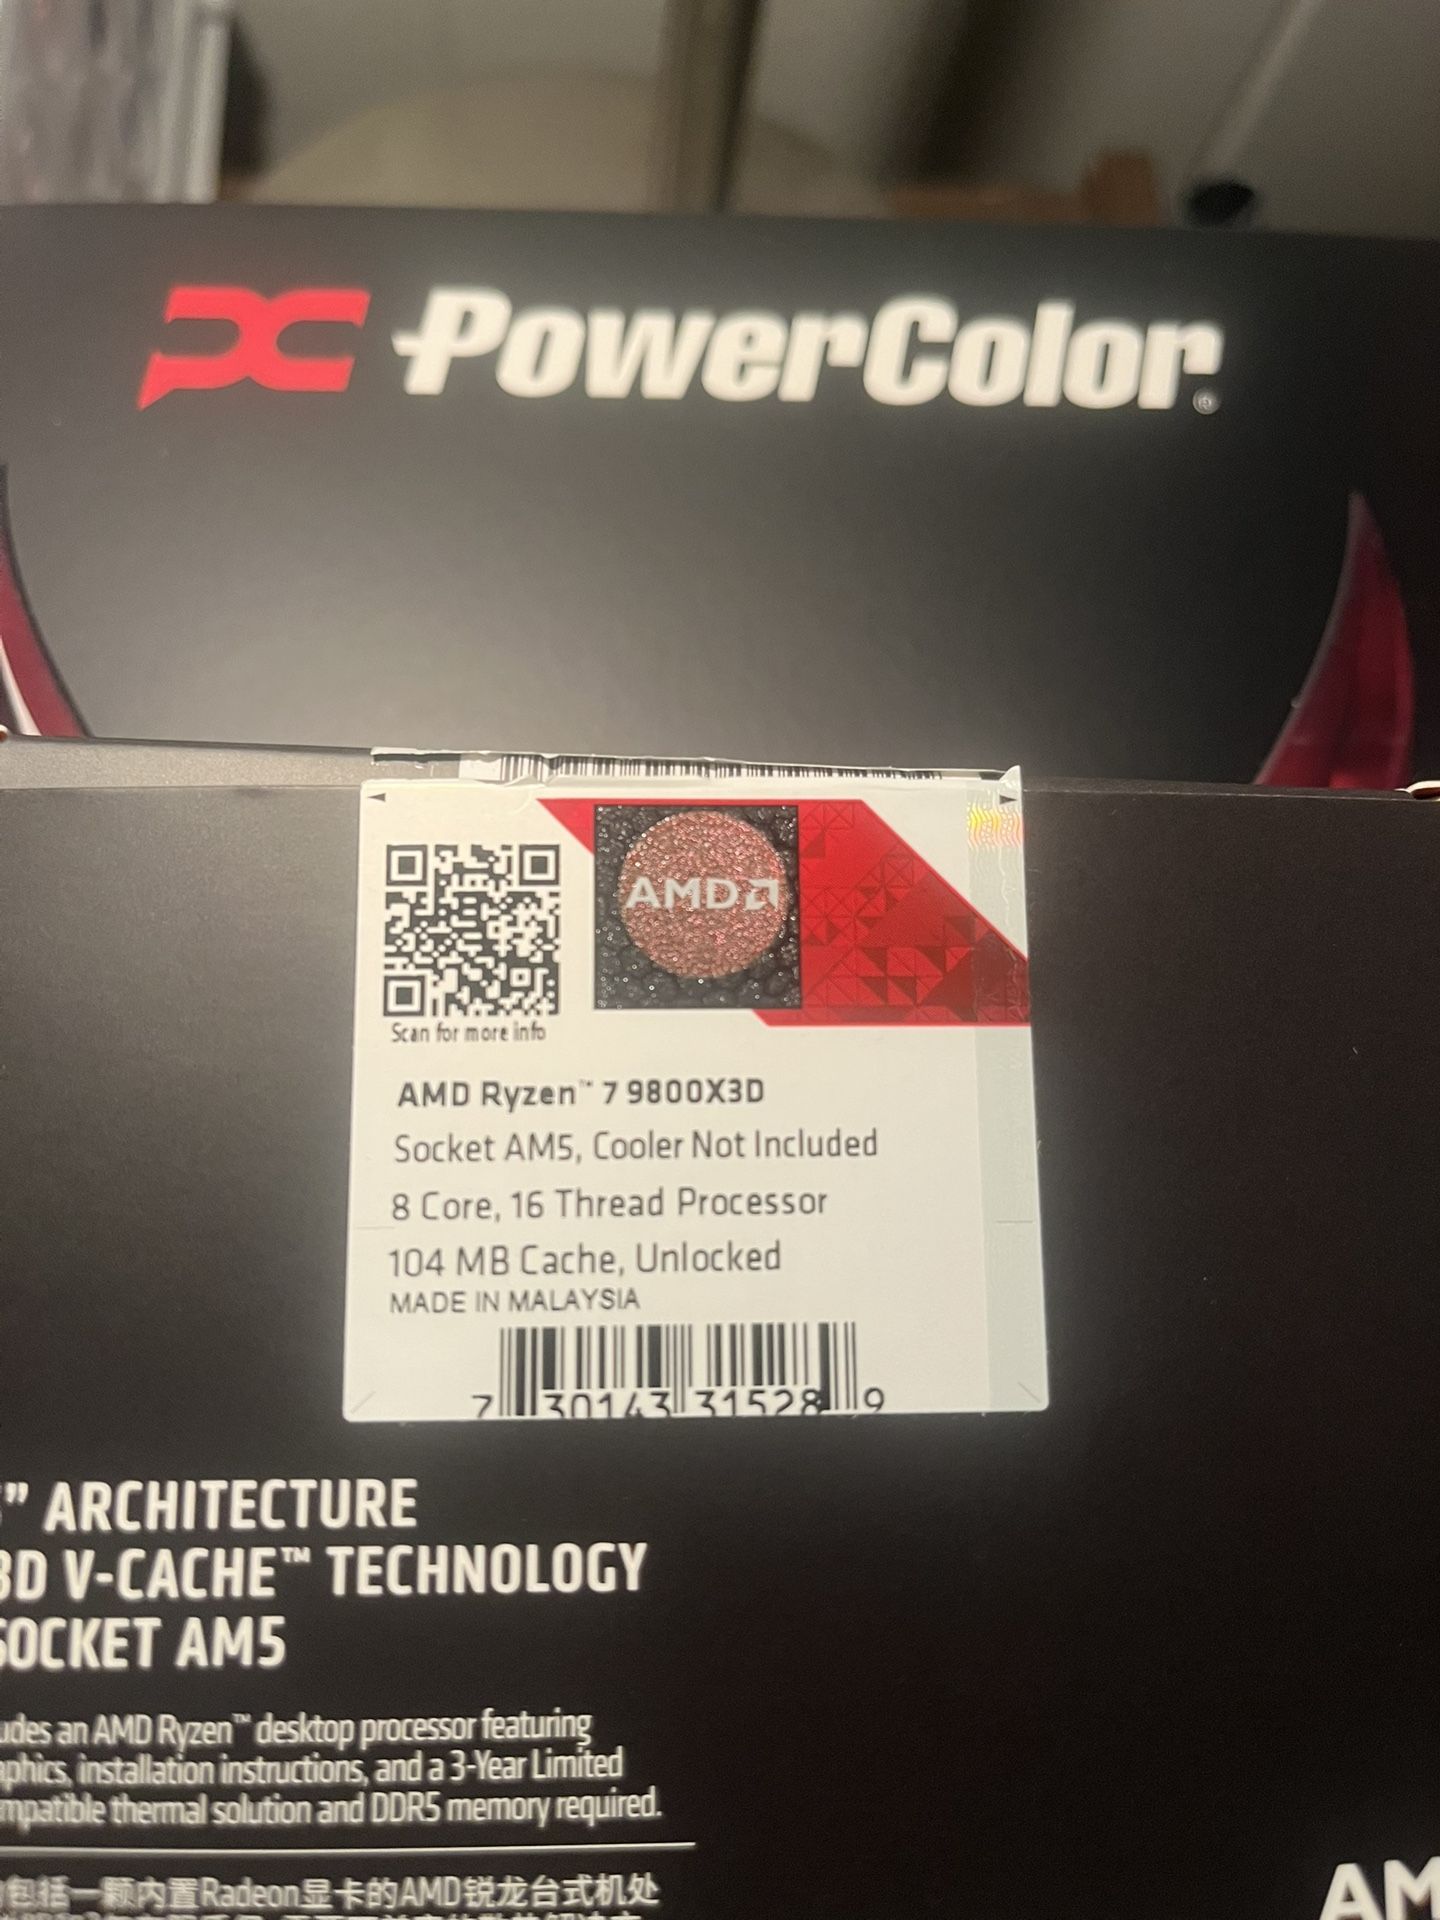 PowerColor®
AMD
Scan for more info
AMD Ryzen™ 7 9800X3D
Socket AM5, Cooler Not Included
8 Core, 16 Thread Processor
104 MB Cache, Unlocked
MADE IN MALAYSIA
7 30143 31528 9
” ARCHITECTURE
3D V-CACHE™ TECHNOLOGY
SOCKET AM5
udes an AMD Ryzen™ desktop processor featuring
aphics, installation instructions, and a 3-Year Limited
mpatible thermal solution and DDR5 memory required.
包括一颗内置Radeon显卡的AMD锐龙台式机处
AM